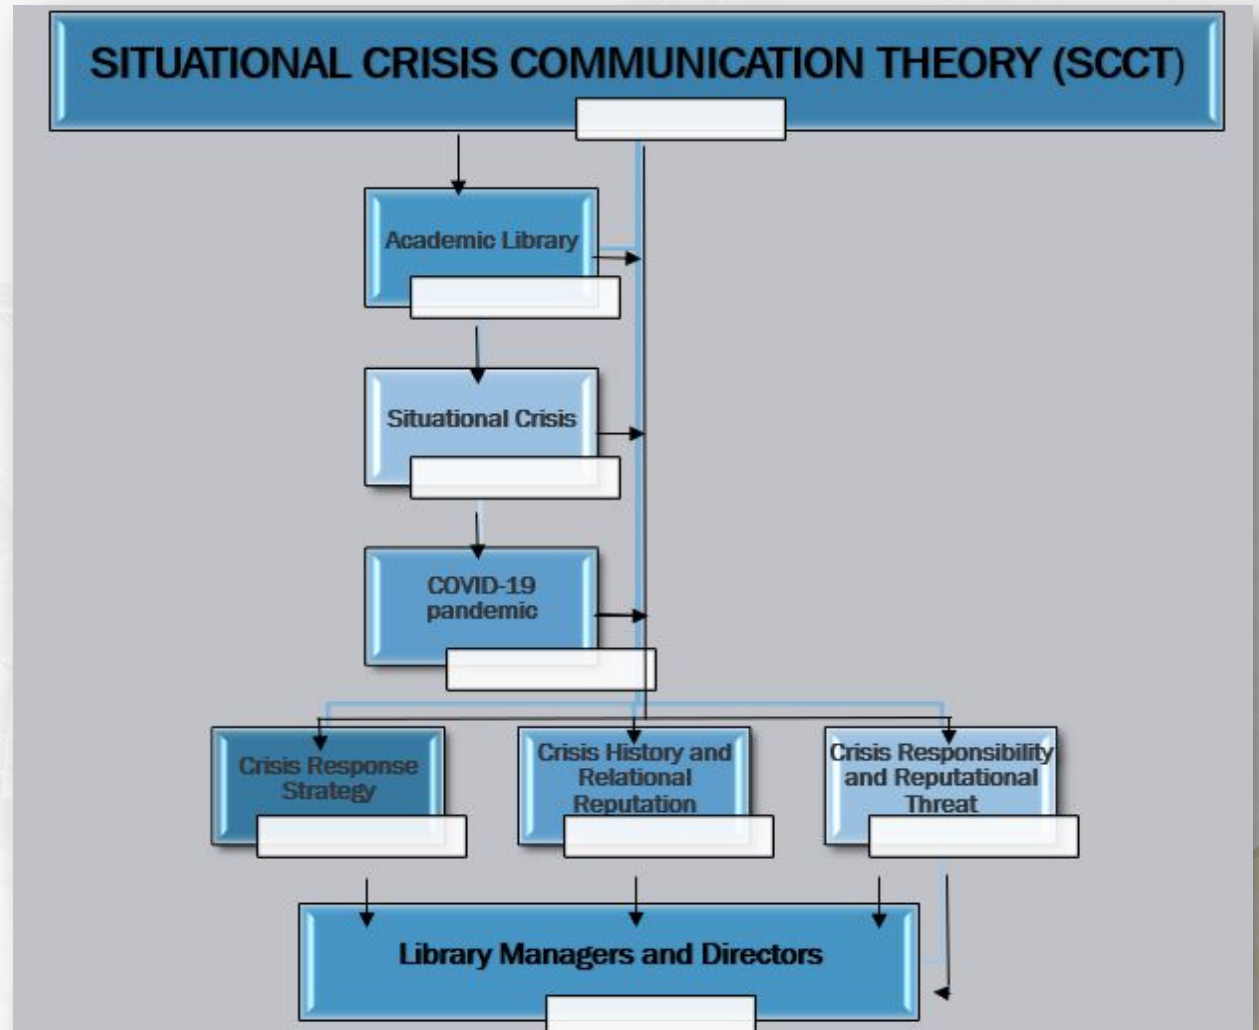 SITUATIONAL CRISIS COMMUNICATION THEORY (SCCT)
Academic Library
Situational Crisis
COVID-19
pandemic
Crisis Response
Strategy
Crisis History and
Relational
Reputation
Crisis Responsibility
and Reputational
Threat
Library Managers and Directors